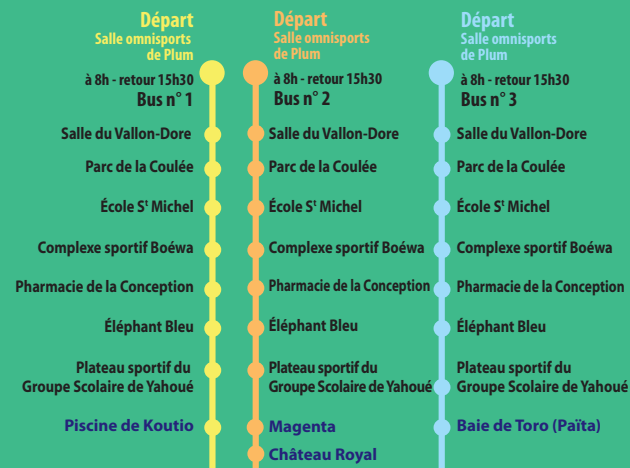 Départ
Salle omnisports
de Plum
à 8h - retour 15h30
Bus n° 1
Salle du Vallon-Dore
Parc de la Coulée
École Sᵗ Michel
Complexe sportif Boéwa
Pharmacie de la Conception
Éléphant Bleu
Plateau sportif du
Groupe Scolaire de Yahoué
Piscine de Koutio
Départ
Salle omnisports
de Plum
à 8h - retour 15h30
Bus n° 2
Salle du Vallon-Dore
Parc de la Coulée
École Sᵗ Michel
Complexe sportif Boéwa
Pharmacie de la Conception
Éléphant Bleu
Plateau sportif du
Groupe Scolaire de Yahoué
Magenta
Château Royal
Départ
Salle omnisports
de Plum
à 8h - retour 15h30
Bus n° 3
Salle du Vallon-Dore
Parc de la Coulée
École Sᵗ Michel
Complexe sportif Boéwa
Pharmacie de la Conception
Éléphant Bleu
Plateau sportif du
Groupe Scolaire de Yahoué
Baie de Toro (Païta)